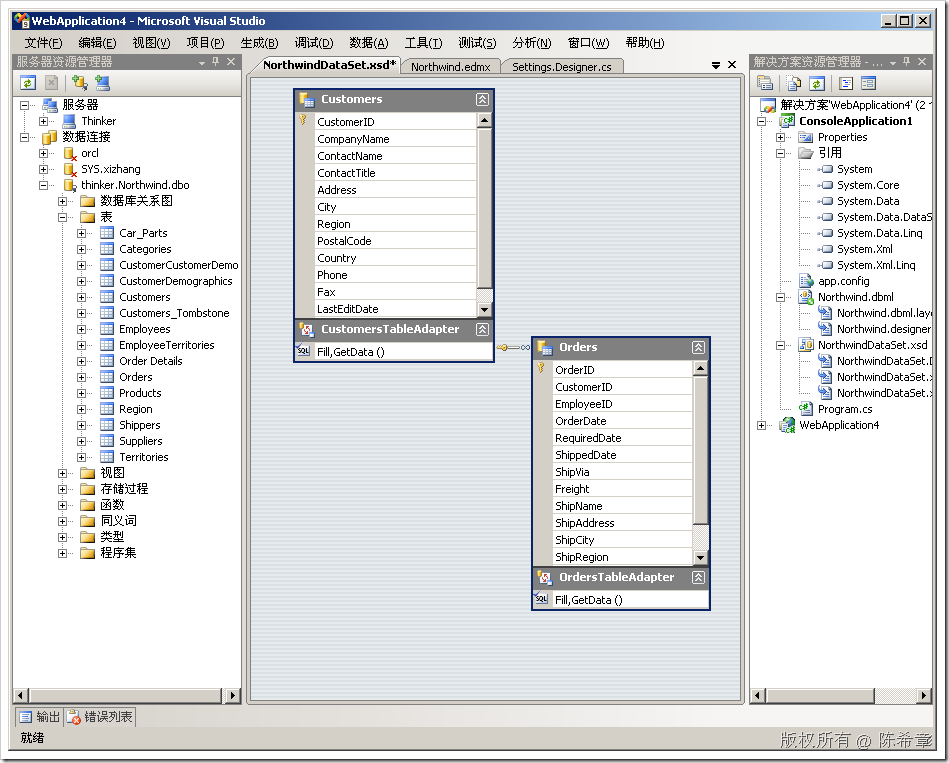 WebApplication4 - Microsoft Visual Studio
文件(F) 编辑(E) 视图(V) 项目(P) 生成(B) 调试(D) 数据(A) 工具(T) 测试(S) 分析(N) 窗口(W) 帮助(H)
服务器资源管理器
服务器
Thinker
数据连接
orcl
SYS.xizhang
thinker.Northwind.dbo
数据库关系图
表
Car_Parts
Categories
CustomerCustomerDemo
CustomerDemographics
Customers
Customers_Tombstone
Employees
EmployeeTerritories
Order Details
Orders
Products
Region
Shippers
Suppliers
Territories
视图
存储过程
函数
同义词
类型
程序集
NorthwindDataSet.xsd* Northwind.edmx Settings.Designer.cs
Customers
CustomerID
CompanyName
ContactName
ContactTitle
Address
City
Region
PostalCode
Country
Phone
Fax
LastEditDate
CustomersTableAdapter
SQL Fill,GetData ()
Orders
OrderID
CustomerID
EmployeeID
OrderDate
RequiredDate
ShippedDate
ShipVia
Freight
ShipName
ShipAddress
ShipCity
ShipRegion
OrdersTableAdapter
SQL Fill,GetData ()
解决方案资源管理器 - ...
解决方案'WebApplication4' (2
ConsoleApplication1
Properties
引用
System
System.Core
System.Data
System.Data.DataS
System.Data.Linq
System.Xml
System.Xml.Linq
app.config
Northwind.dbml
Northwind.dbml.lay
Northwind.designer
NorthwindDataSet.xsd
NorthwindDataSet.
NorthwindDataSet.
NorthwindDataSet.
Program.cs
WebApplication4
输出 错误列表
就绪
版权所有 @ 陈希章